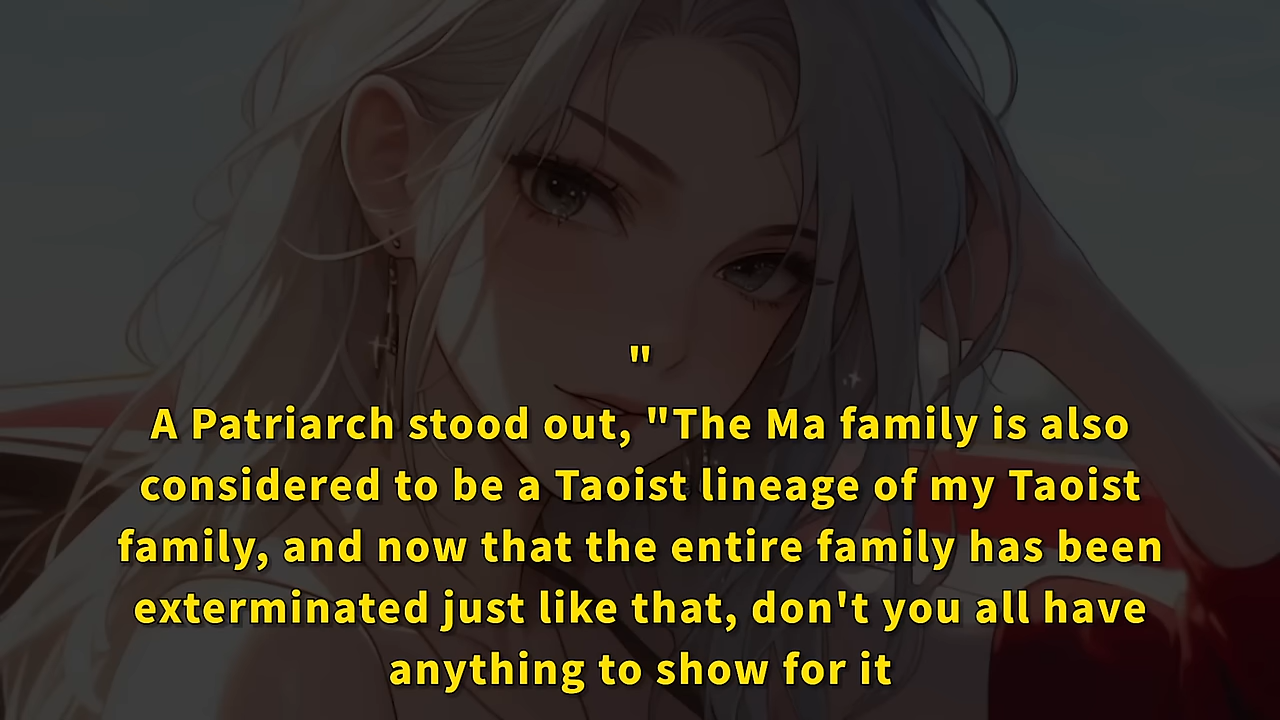 "
A Patriarch stood out, "The Ma family is also
considered to be a Taoist lineage of my Taoist
family, and now that the entire family has been
exterminated just like that, don't you all have
anything to show for it